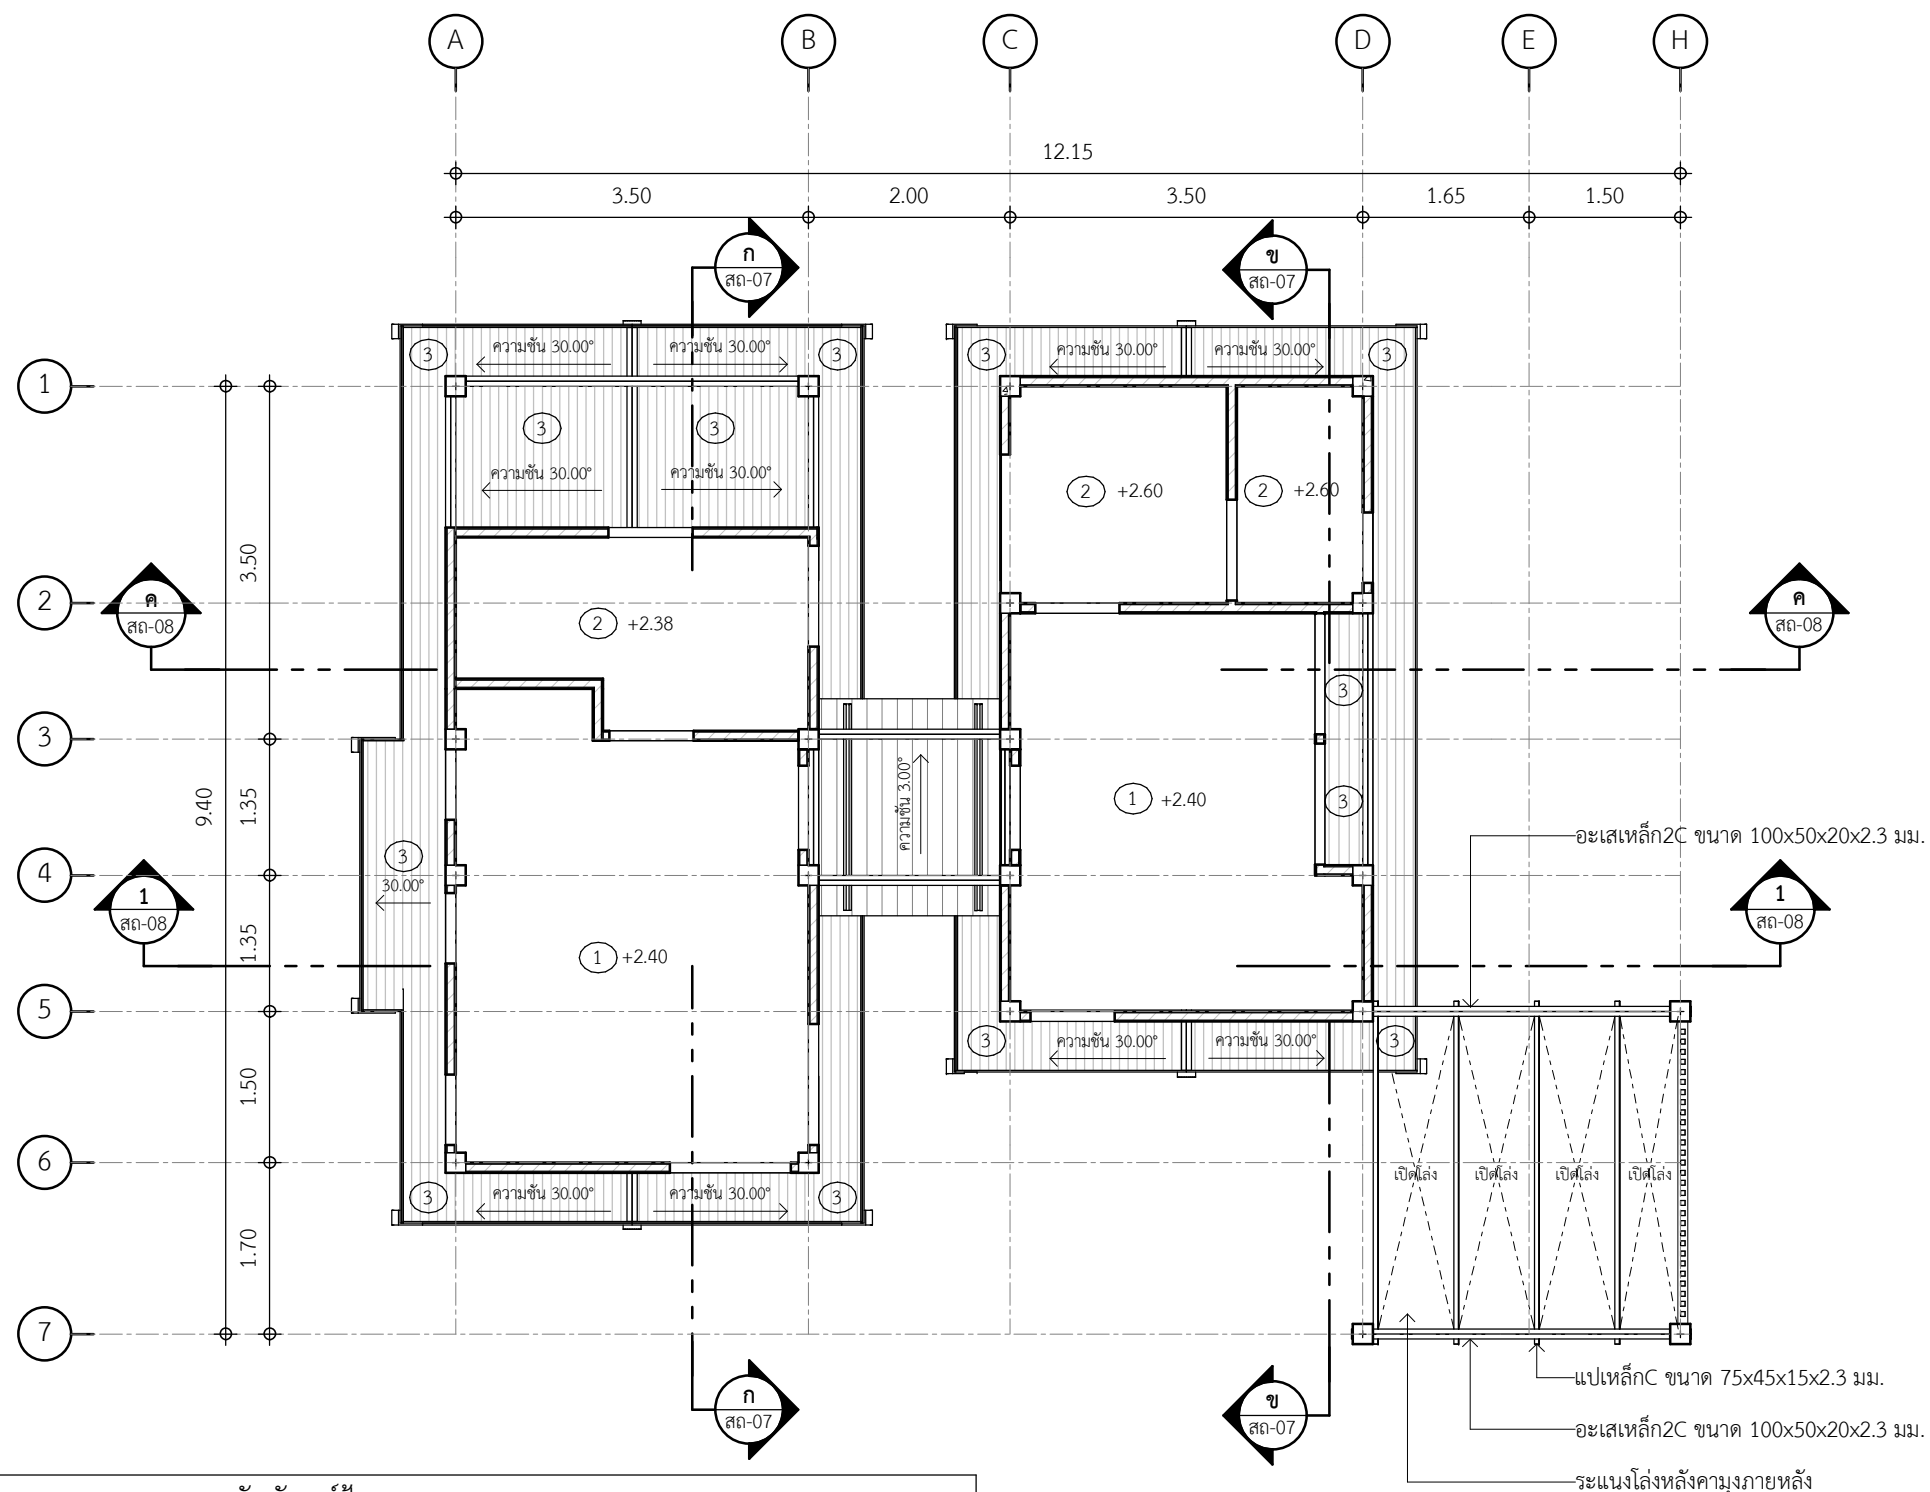 A B C D E H
12.15
3.50 2.00 3.50 1.65 1.50
ก
สถ-07
ข
สถ-07
3 ความชัน 30.00° ความชัน 30.00° 3
3 ความชัน 30.00° ความชัน 30.00° 3
1
3 3
ความชัน 30.00° ความชัน 30.00°
2 +2.60
2 +2.60
3.50
2
ค
สถ-08
ค
สถ-08
2 +2.38
3
3
9.40
1.35
ความชัน 3.00°
1 +2.40
3
อะเสเหล็ก2C ขนาด 100x50x20x2.3 มม.
3
30.00°
4
1
สถ-08
1
สถ-08
1.35
1 +2.40
5
3 ความชัน 30.00° ความชัน 30.00° 3
1.50
6
เปิดโล่ง เปิดโล่ง เปิดโล่ง เปิดโล่ง
3 ความชัน 30.00° ความชัน 30.00° 3
1.70
7
แปเหล็กC ขนาด 75x45x15x2.3 มม.
ก
สถ-07
ข
สถ-07
อะเสเหล็ก2C ขนาด 100x50x20x2.3 มม.
ระแนงโล่งหลังคามุงภายหลัง